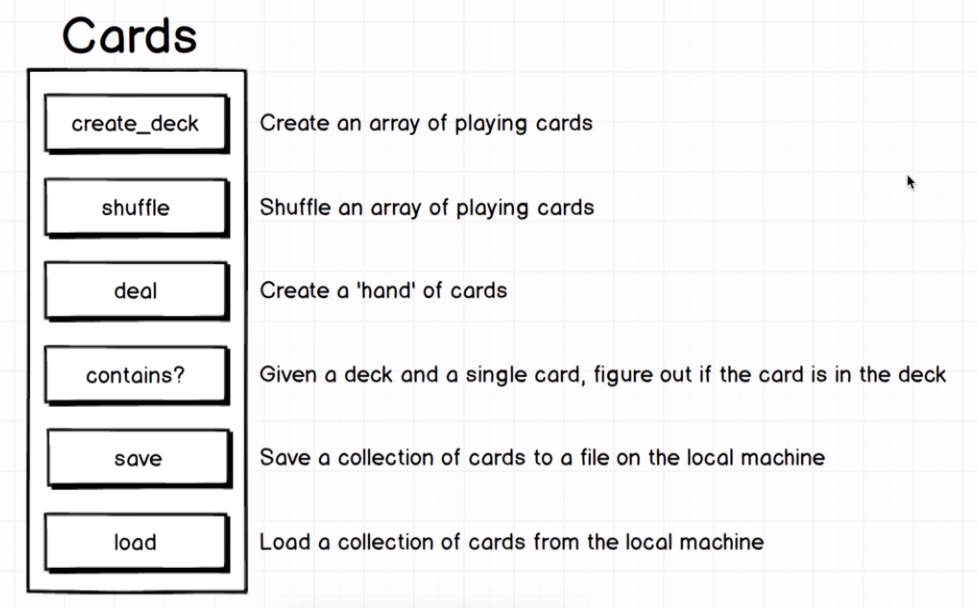 Cards
create_deck
Create an array of playing cards
shuffle
Shuffle an array of playing cards
deal
Create a 'hand' of cards
contains?
Given a deck and a single card, figure out if the card is in the deck
save
Save a collection of cards to a file on the local machine
load
Load a collection of cards from the local machine